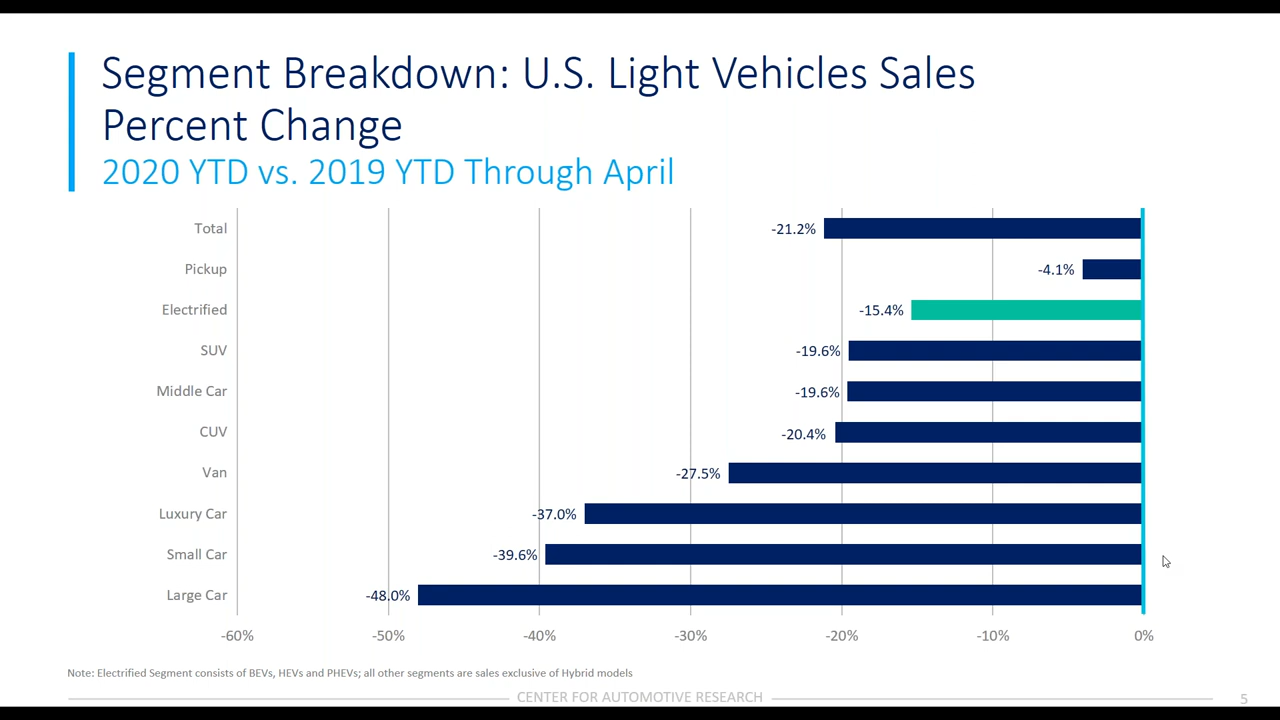 Segment Breakdown: U.S. Light Vehicles Sales
Percent Change
2020 YTD vs. 2019 YTD Through April
Total -21.2%
Pickup -4.1%
Electrified -15.4%
SUV -19.6%
Middle Car -19.6%
CUV -20.4%
Van -27.5%
Luxury Car -37.0%
Small Car -39.6%
Large Car -48.0%
-60% -50% -40% -30% -20% -10% 0%
Note: Electrified Segment consists of BEVs, HEVs and PHEVs; all other segments are sales exclusive of Hybrid models
CENTER FOR AUTOMOTIVE RESEARCH 5